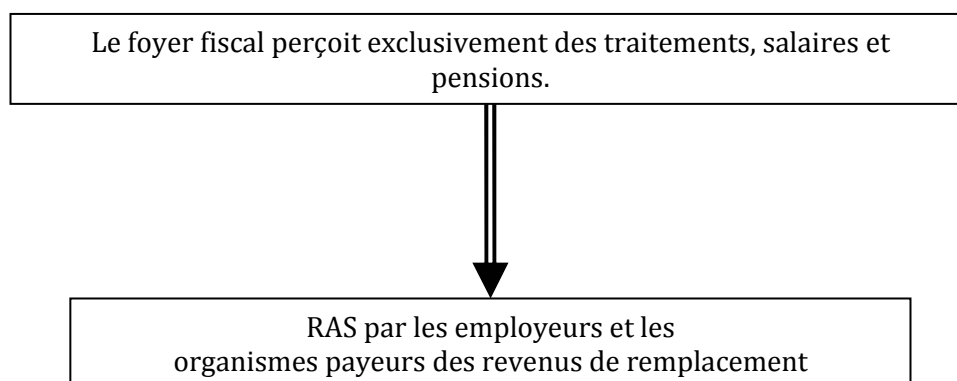 Le foyer fiscal perçoit exclusivement des traitements, salaires et
pensions.
RAS par les employeurs et les
organismes payeurs des revenus de remplacement